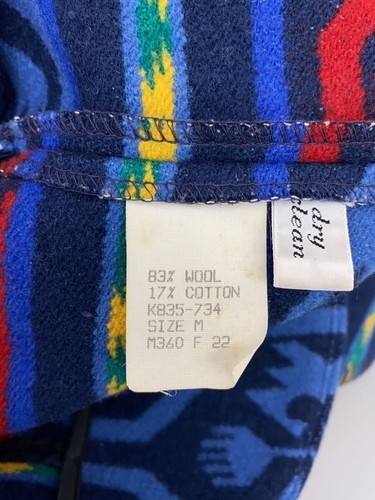 83% WOOL
17% COTTON
K835-734
SIZE M
M360 F 22
dry
clean